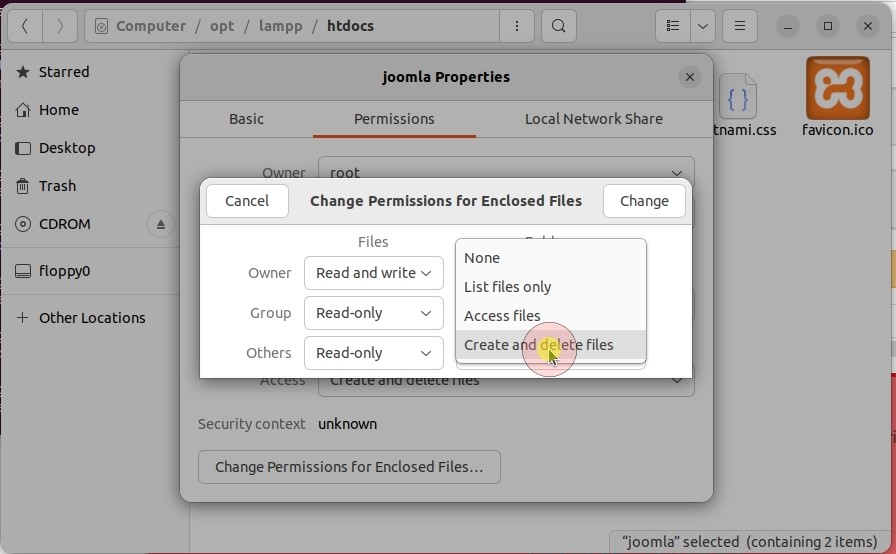 Computer / opt / lampp / htdocs
Starred
Home
Desktop
Trash
CDROM
floppy0
Other Locations
joomla Properties
Basic
Permissions
Local Network Share
tnami.css
favicon.ico
Owner
root
Cancel
Change Permissions for Enclosed Files
Change
Files
Owner
Read and write
Group
Read-only
Others
Read-only
None
List files only
Access files
Create and delete files
Access
Create and delete files
Security context
unknown
Change Permissions for Enclosed Files…
“joomla” selected (containing 2 items)